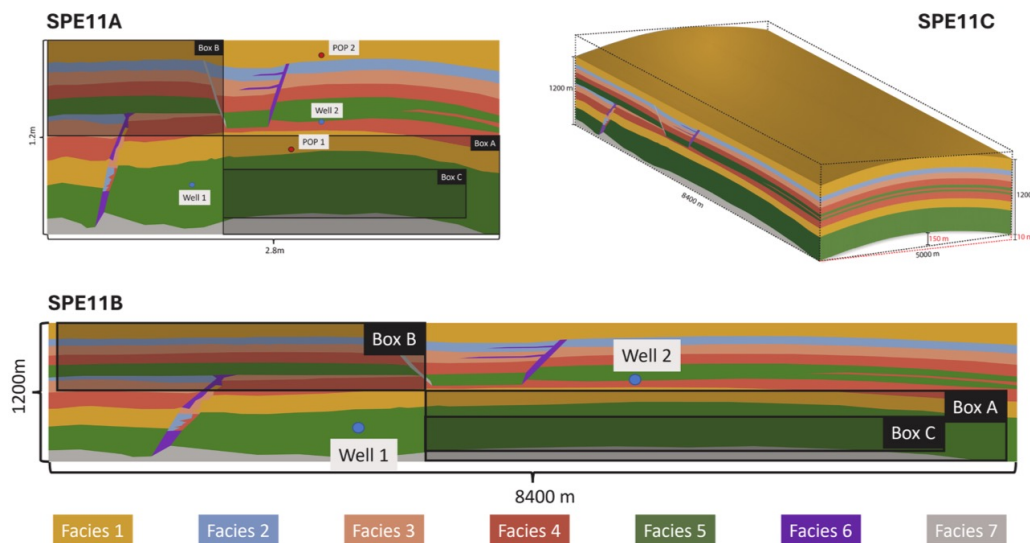 SPE11A
SPE11C
Box B
POP 2
Well 2
1.2m
Box A
POP 1
Box C
Well 1
2.8m
1200 m
8400 m
1200
150 m
10m
5000 m
SPE11B
Box B
Well 2
1200m
Box A
Box C
Well 1
8400 m
Facies 1
Facies 2
Facies 3
Facies 4
Facies 5
Facies 6
Facies 7